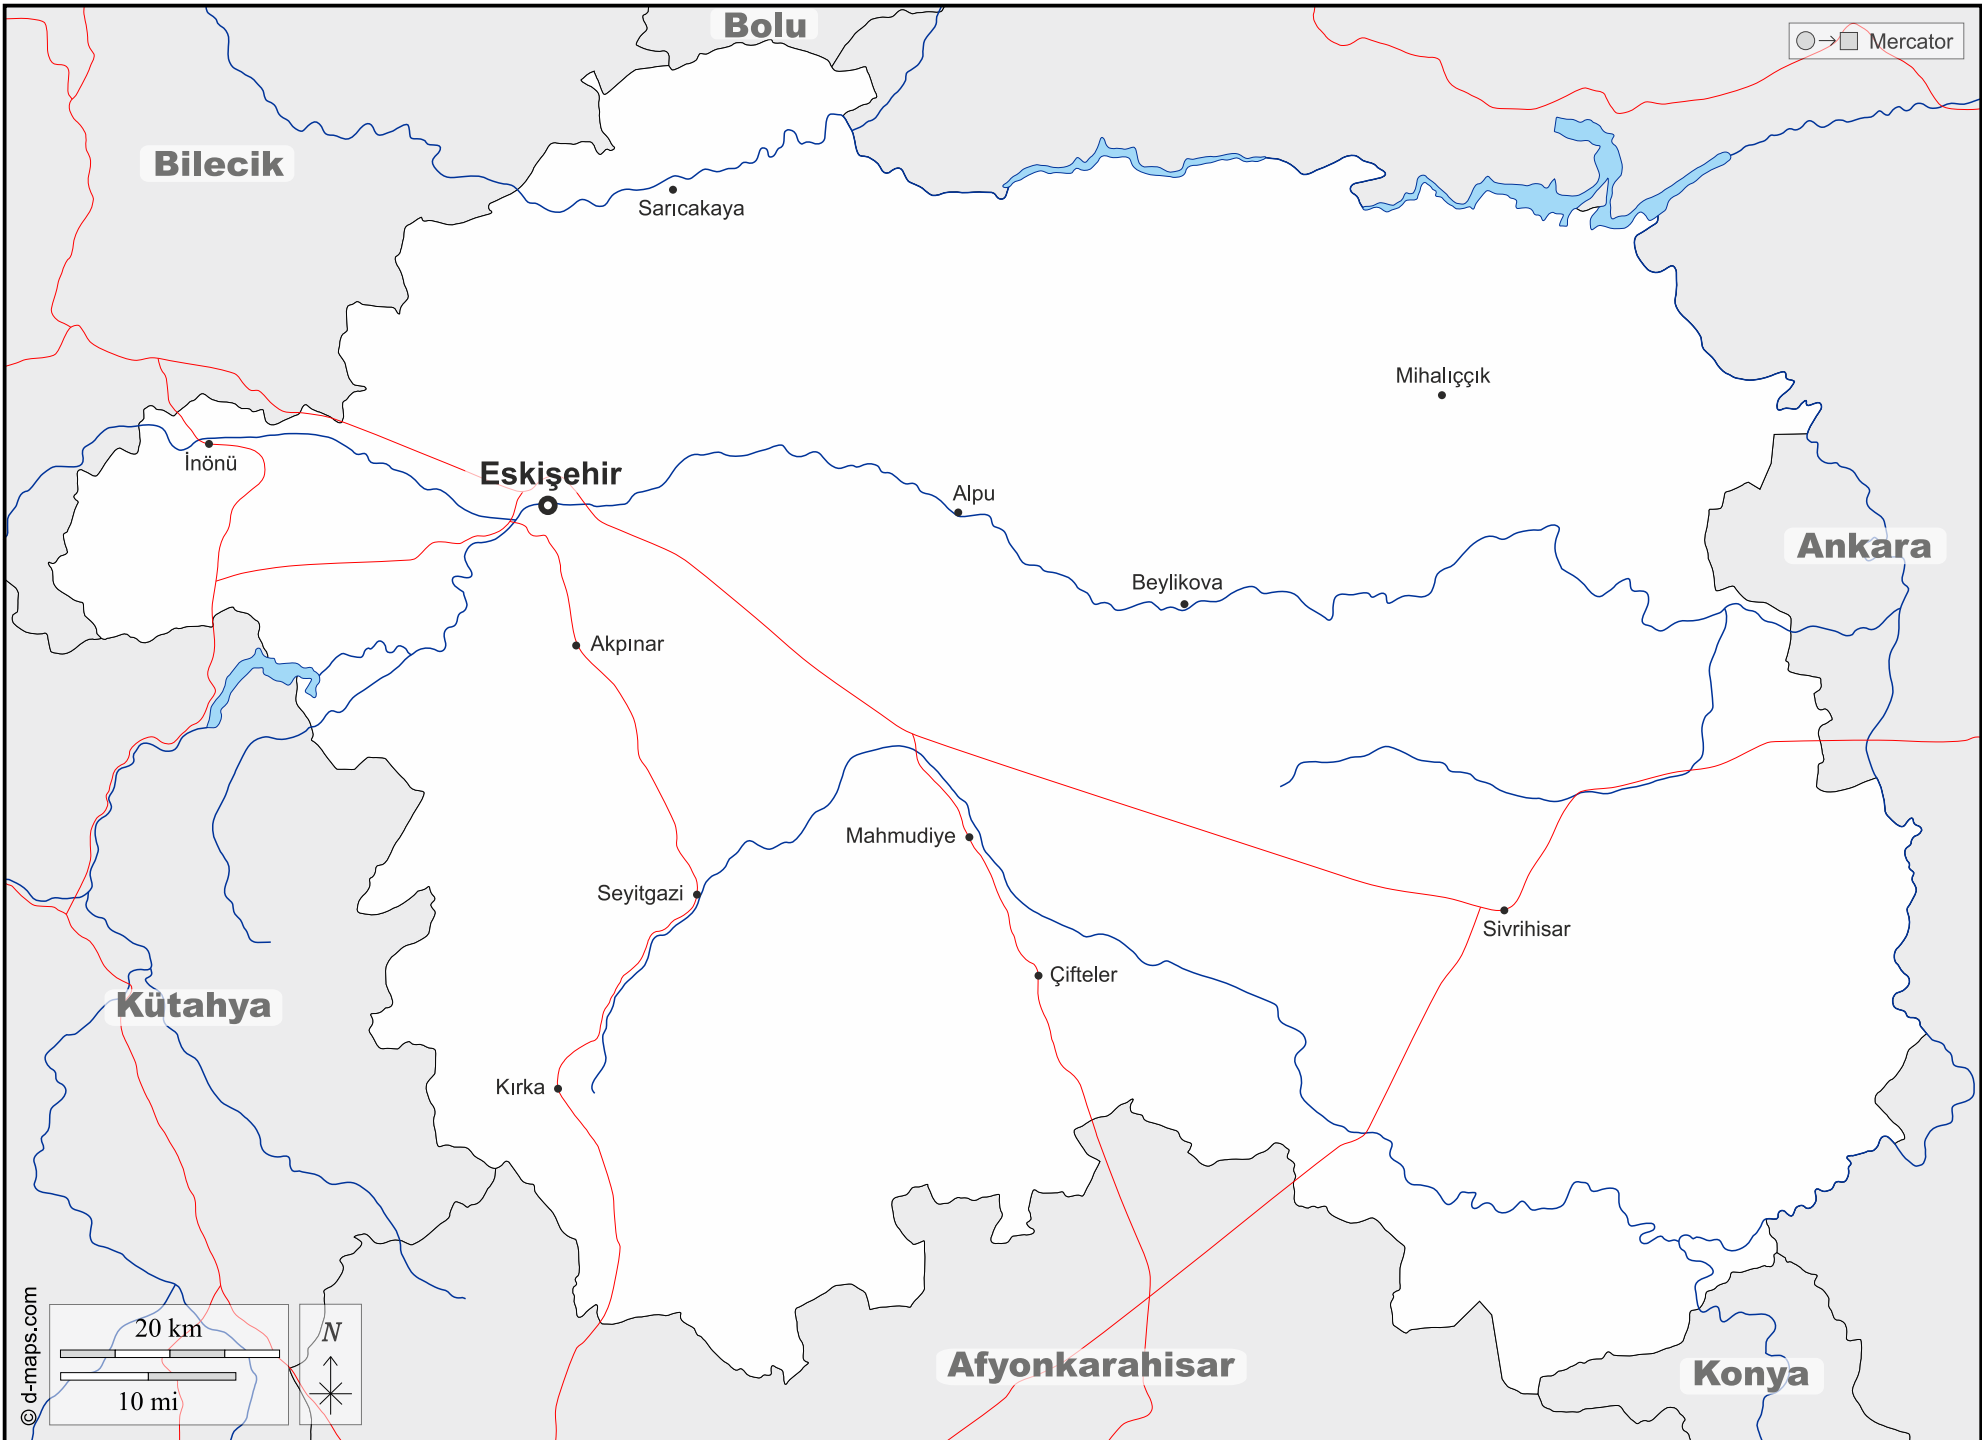 Bolu
Mercator
Bilecik
Sarıcakaya
Mihalıççık
İnönü
Eskişehir
Alpu
Ankara
Beylikova
Akpınar
Mahmudiye
Seyitgazi
Sivrihisar
Çifteler
Kütahya
Kırka
Afyonkarahisar
Konya
20 km
10 mi
N
© d-maps.com